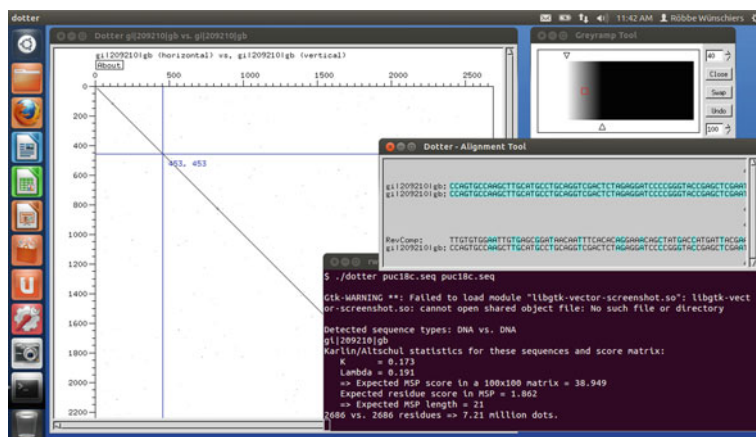 dotter
11:42 AM
Röbbe Wünschiers
Dotter gi|209210|gb vs. gi|209210|gb
gi|209210|gb (horizontal) vs. gi|209210|gb (vertical)
About
0 500 1000 1500 2000 2500
0
200
400
600
800
1000
1200
1400
1600
1800
2000
2200
453, 453
Greyramp Tool
40
Close
Swap
Undo
100
Dotter - Alignment Tool
gi|209210|gb: CCAGTGCCAAGCTTGCATGCCTGCAGGTCGACTCTAGAGGATCCCCGGGTACCGAGCTCGAAT
gi|209210|gb: CCAGTGCCAAGCTTGCATGCCTGCAGGTCGACTCTAGAGGATCCCCGGGTACCGAGCTCGAAT
RevComp: TTGTGTGGAATTGTGAGCGGATAACAATTTCACACAGGAAACAGCTATGACCATGATTACGAA
gi|209210|gb: CCAGTGCCAAGCTTGCATGCCTGCAGGTCGACTCTAGAGGATCCCCGGGTACCGAGCTCGAAT
$ ./dotter puc18c.seq puc18c.seq
Gtk-WARNING **: Failed to load module "libgtk-vector-screenshot.so": libgtk-vect
or-screenshot.so: cannot open shared object file: No such file or directory
Detected sequence types: DNA vs. DNA
gi|209210|gb
Karlin/Altschul statistics for these sequences and score matrix:
K = 0.173
Lambda = 0.191
=> Expected MSP score in a 100x100 matrix = 38.949
Expected residue score in MSP = 1.862
=> Expected MSP length = 21
2686 vs. 2686 residues => 7.21 million dots.